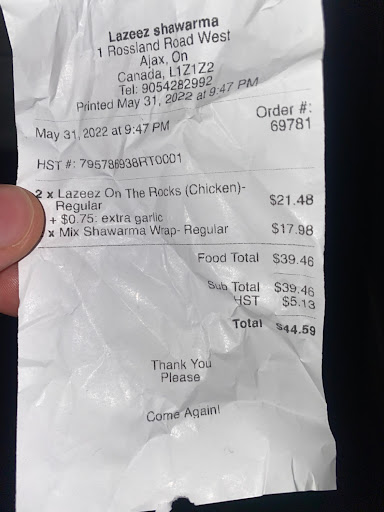 Lazeez shawarma
1 Rossland Road West
Ajax, On
Canada, L1Z1Z2
Tel: 9054282992
Printed May 31, 2022 at 9:47 PM
May 31, 2022 at 9:47 PM
Order #:
69781
HST #: 795786938RT0001
2 x Lazeez On The Rocks (Chicken)- $21.48
Regular
+ $0.75: extra garlic
x Mix Shawarma Wrap- Regular $17.98
Food Total $39.46
Sub Total $39.46
HST $5.13
Total $44.59
Thank You
Please
Come Again!